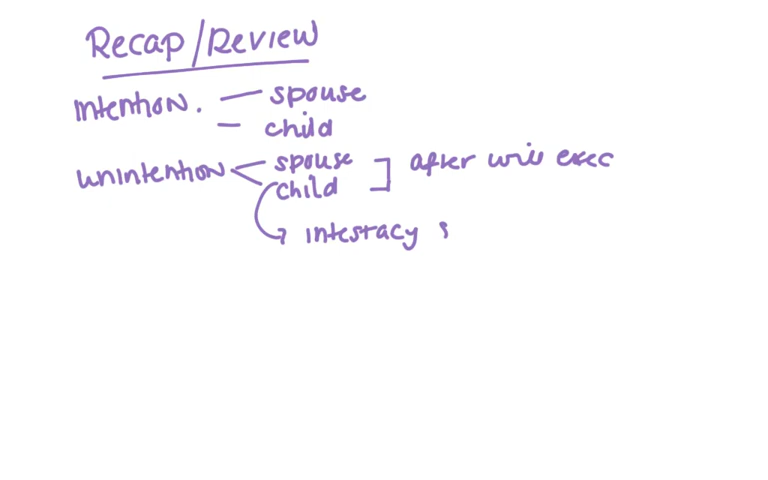 Recap/Review
Intention. — spouse
— child
unintention < spouse ] after will exec
child
→ intestacy s